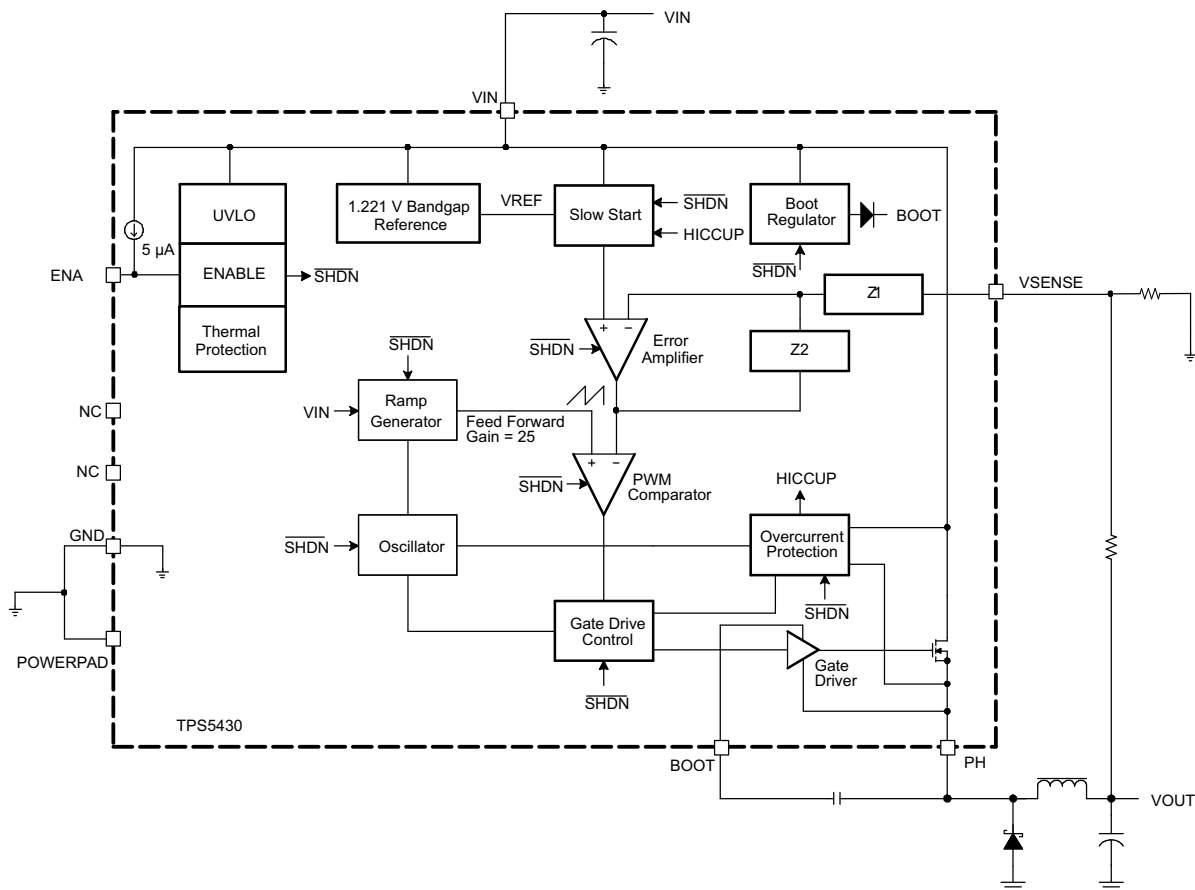 VIN
VIN
UVLO
1.221 V Bandgap
Reference
VREF
Slow Start
SHDN
HICCUP
Boot
Regulator
BOOT
SHDN
5 µA
ENA
ENABLE
SHDN
Thermal
Protection
Z1
VSENSE
Z2
SHDN
Error
Amplifier
SHDN
NC
VIN
Ramp
Generator
Feed Forward
Gain = 25
NC
SHDN
PWM
Comparator
HICCUP
GND
SHDN
Oscillator
Overcurrent
Protection
SHDN
Gate Drive
Control
SHDN
Gate
Driver
POWERPAD
TPS5430
BOOT
PH
VOUT